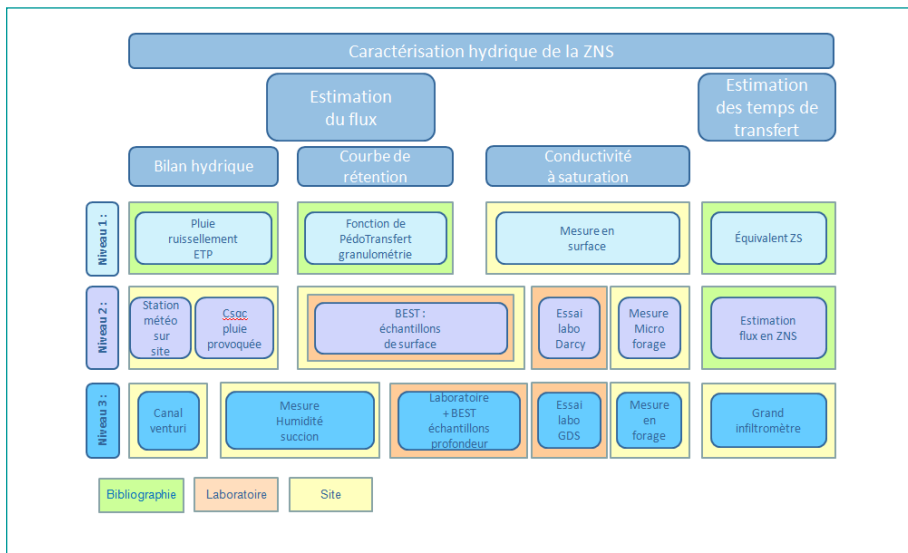 Caractérisation hydrique de la ZNS
Estimation
du flux
Estimation
des temps de
transfert
Bilan hydrique
Courbe de
rétention
Conductivité
à saturation
Niveau 1 :
Pluie
ruissellement
ETP
Fonction de
PédoTransfert
granulométrie
Mesure en
surface
Équivalent ZS
Niveau 2 :
Station
météo
sur
site
Csac
pluie
provoquée
BEST :
échantillons
de surface
Essai
labo
Darcy
Mesure
Micro
forage
Estimation
flux en ZNS
Niveau 3 :
Canal
venturi
Mesure
Humidité
succion
Laboratoire
+ BEST
échantillons
profondeur
Essai
labo
GDS
Mesure
en
forage
Grand
infiltromètre
Bibliographie
Laboratoire
Site